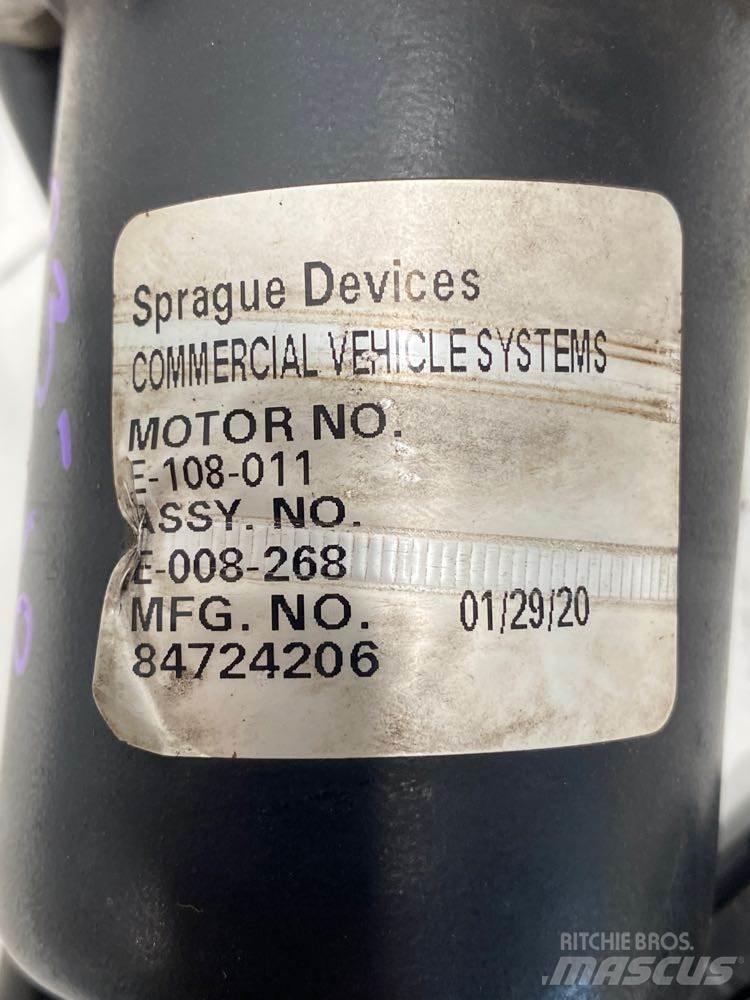 Sprague Devices
COMMERCIAL VEHICLE SYSTEMS
MOTOR NO.
E-108-011
ASSY. NO.
E-008-268
MFG. NO. 01/29/20
84724206
RITCHIE BROS.
MASCUS